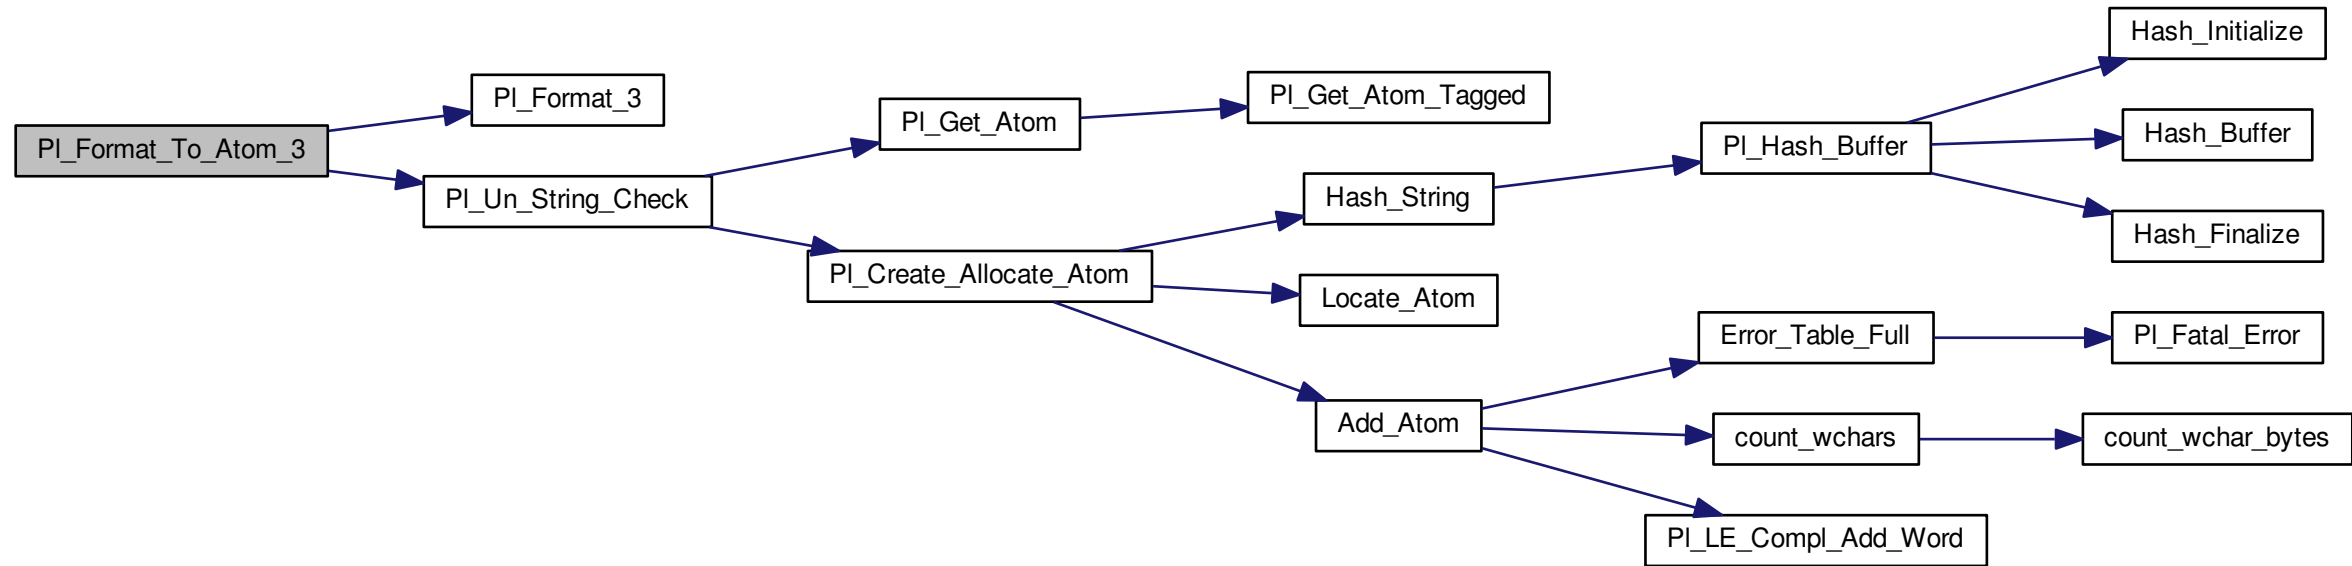 Pl_Format_To_Atom_3
Pl_Format_3
Pl_Un_String_Check
Pl_Get_Atom
Pl_Get_Atom_Tagged
Pl_Create_Allocate_Atom
Hash_String
Pl_Hash_Buffer
Hash_Initialize
Hash_Buffer
Hash_Finalize
Locate_Atom
Add_Atom
Error_Table_Full
Pl_Fatal_Error
count_wchars
count_wchar_bytes
Pl_LE_Compl_Add_Word